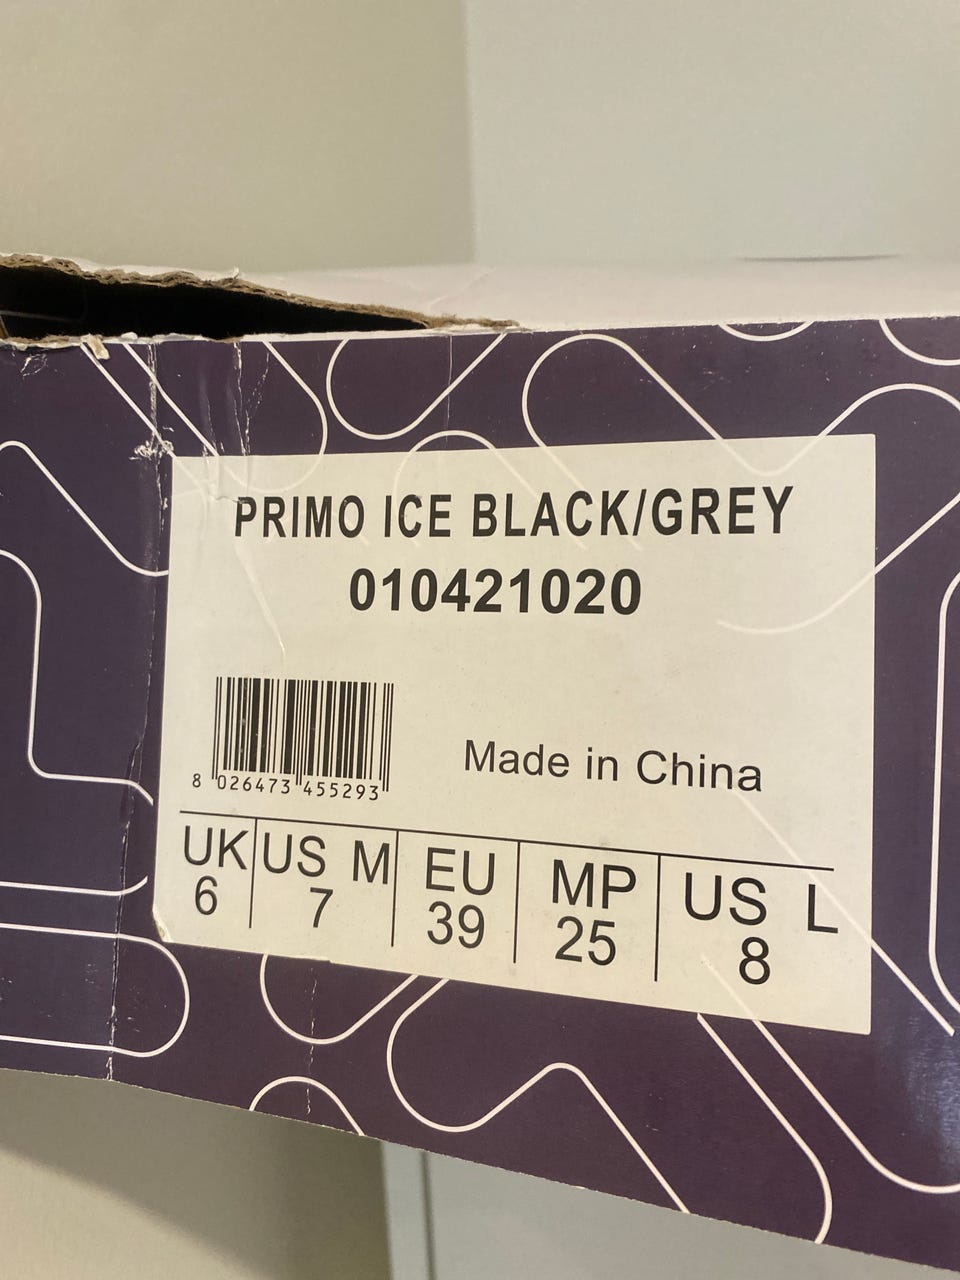 PRIMO ICE BLACK/GREY
010421020
8 026473 455293
Made in China
UK US M EU MP US L
6 7 39 25 8